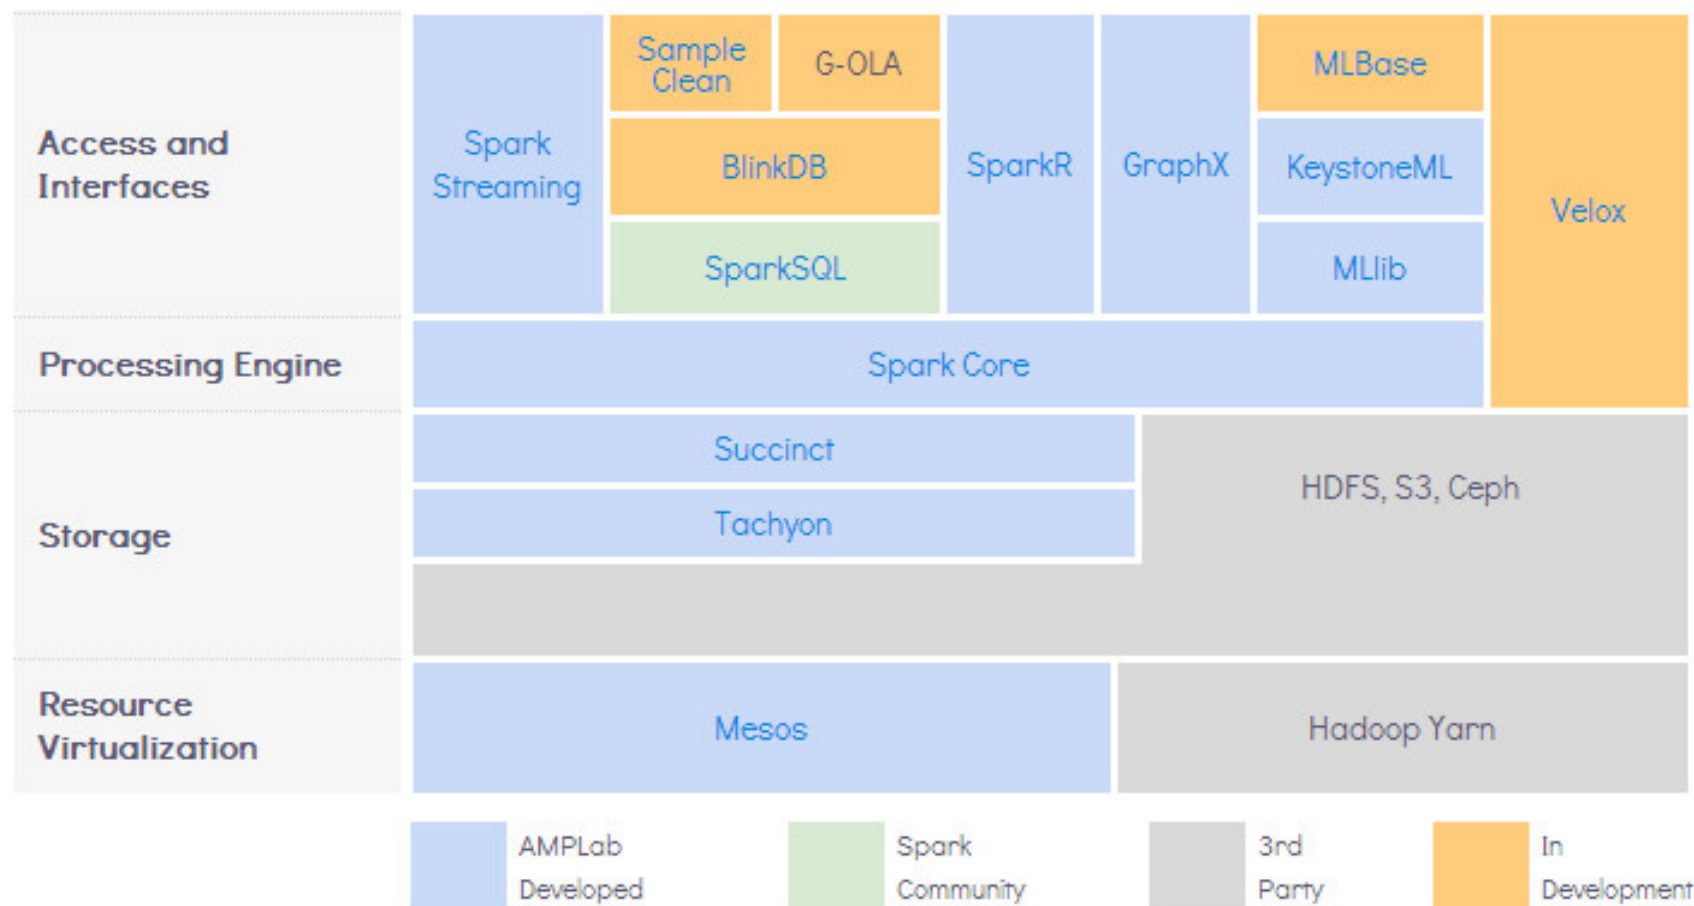 Access and
Interfaces
Spark
Streaming
Sample
Clean
G-OLA
BlinkDB
SparkSQL
SparkR
GraphX
MLBase
KeystoneML
MLlib
Velox
Processing Engine
Spark Core
Storage
Succinct
Tachyon
HDFS, S3, Ceph
Resource
Virtualization
Mesos
Hadoop Yarn
AMPLab
Developed
Spark
Community
3rd
Party
In
Development